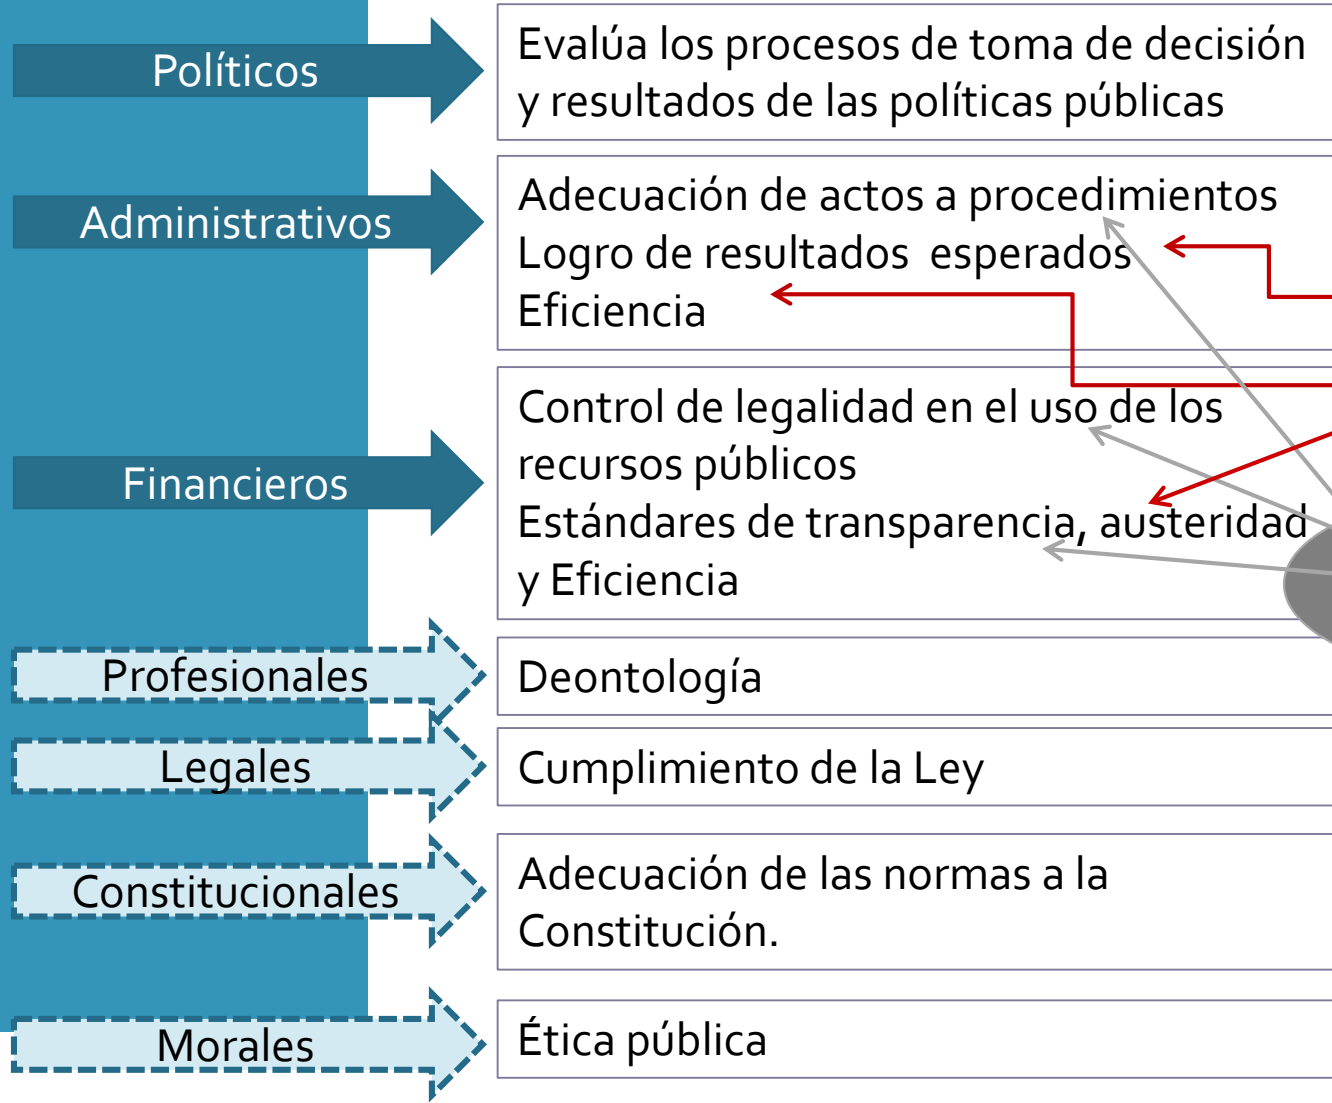 Políticos
Evalúa los procesos de toma de decisión
y resultados de las políticas públicas
Administrativos
Adecuación de actos a procedimientos
Logro de resultados esperados
Eficiencia
Financieros
Control de legalidad en el uso de los
recursos públicos
Estándares de transparencia, austeridad
y Eficiencia
Profesionales
Deontología
Legales
Cumplimiento de la Ley
Constitucionales
Adecuación de las normas a la
Constitución.
Morales
Ética pública